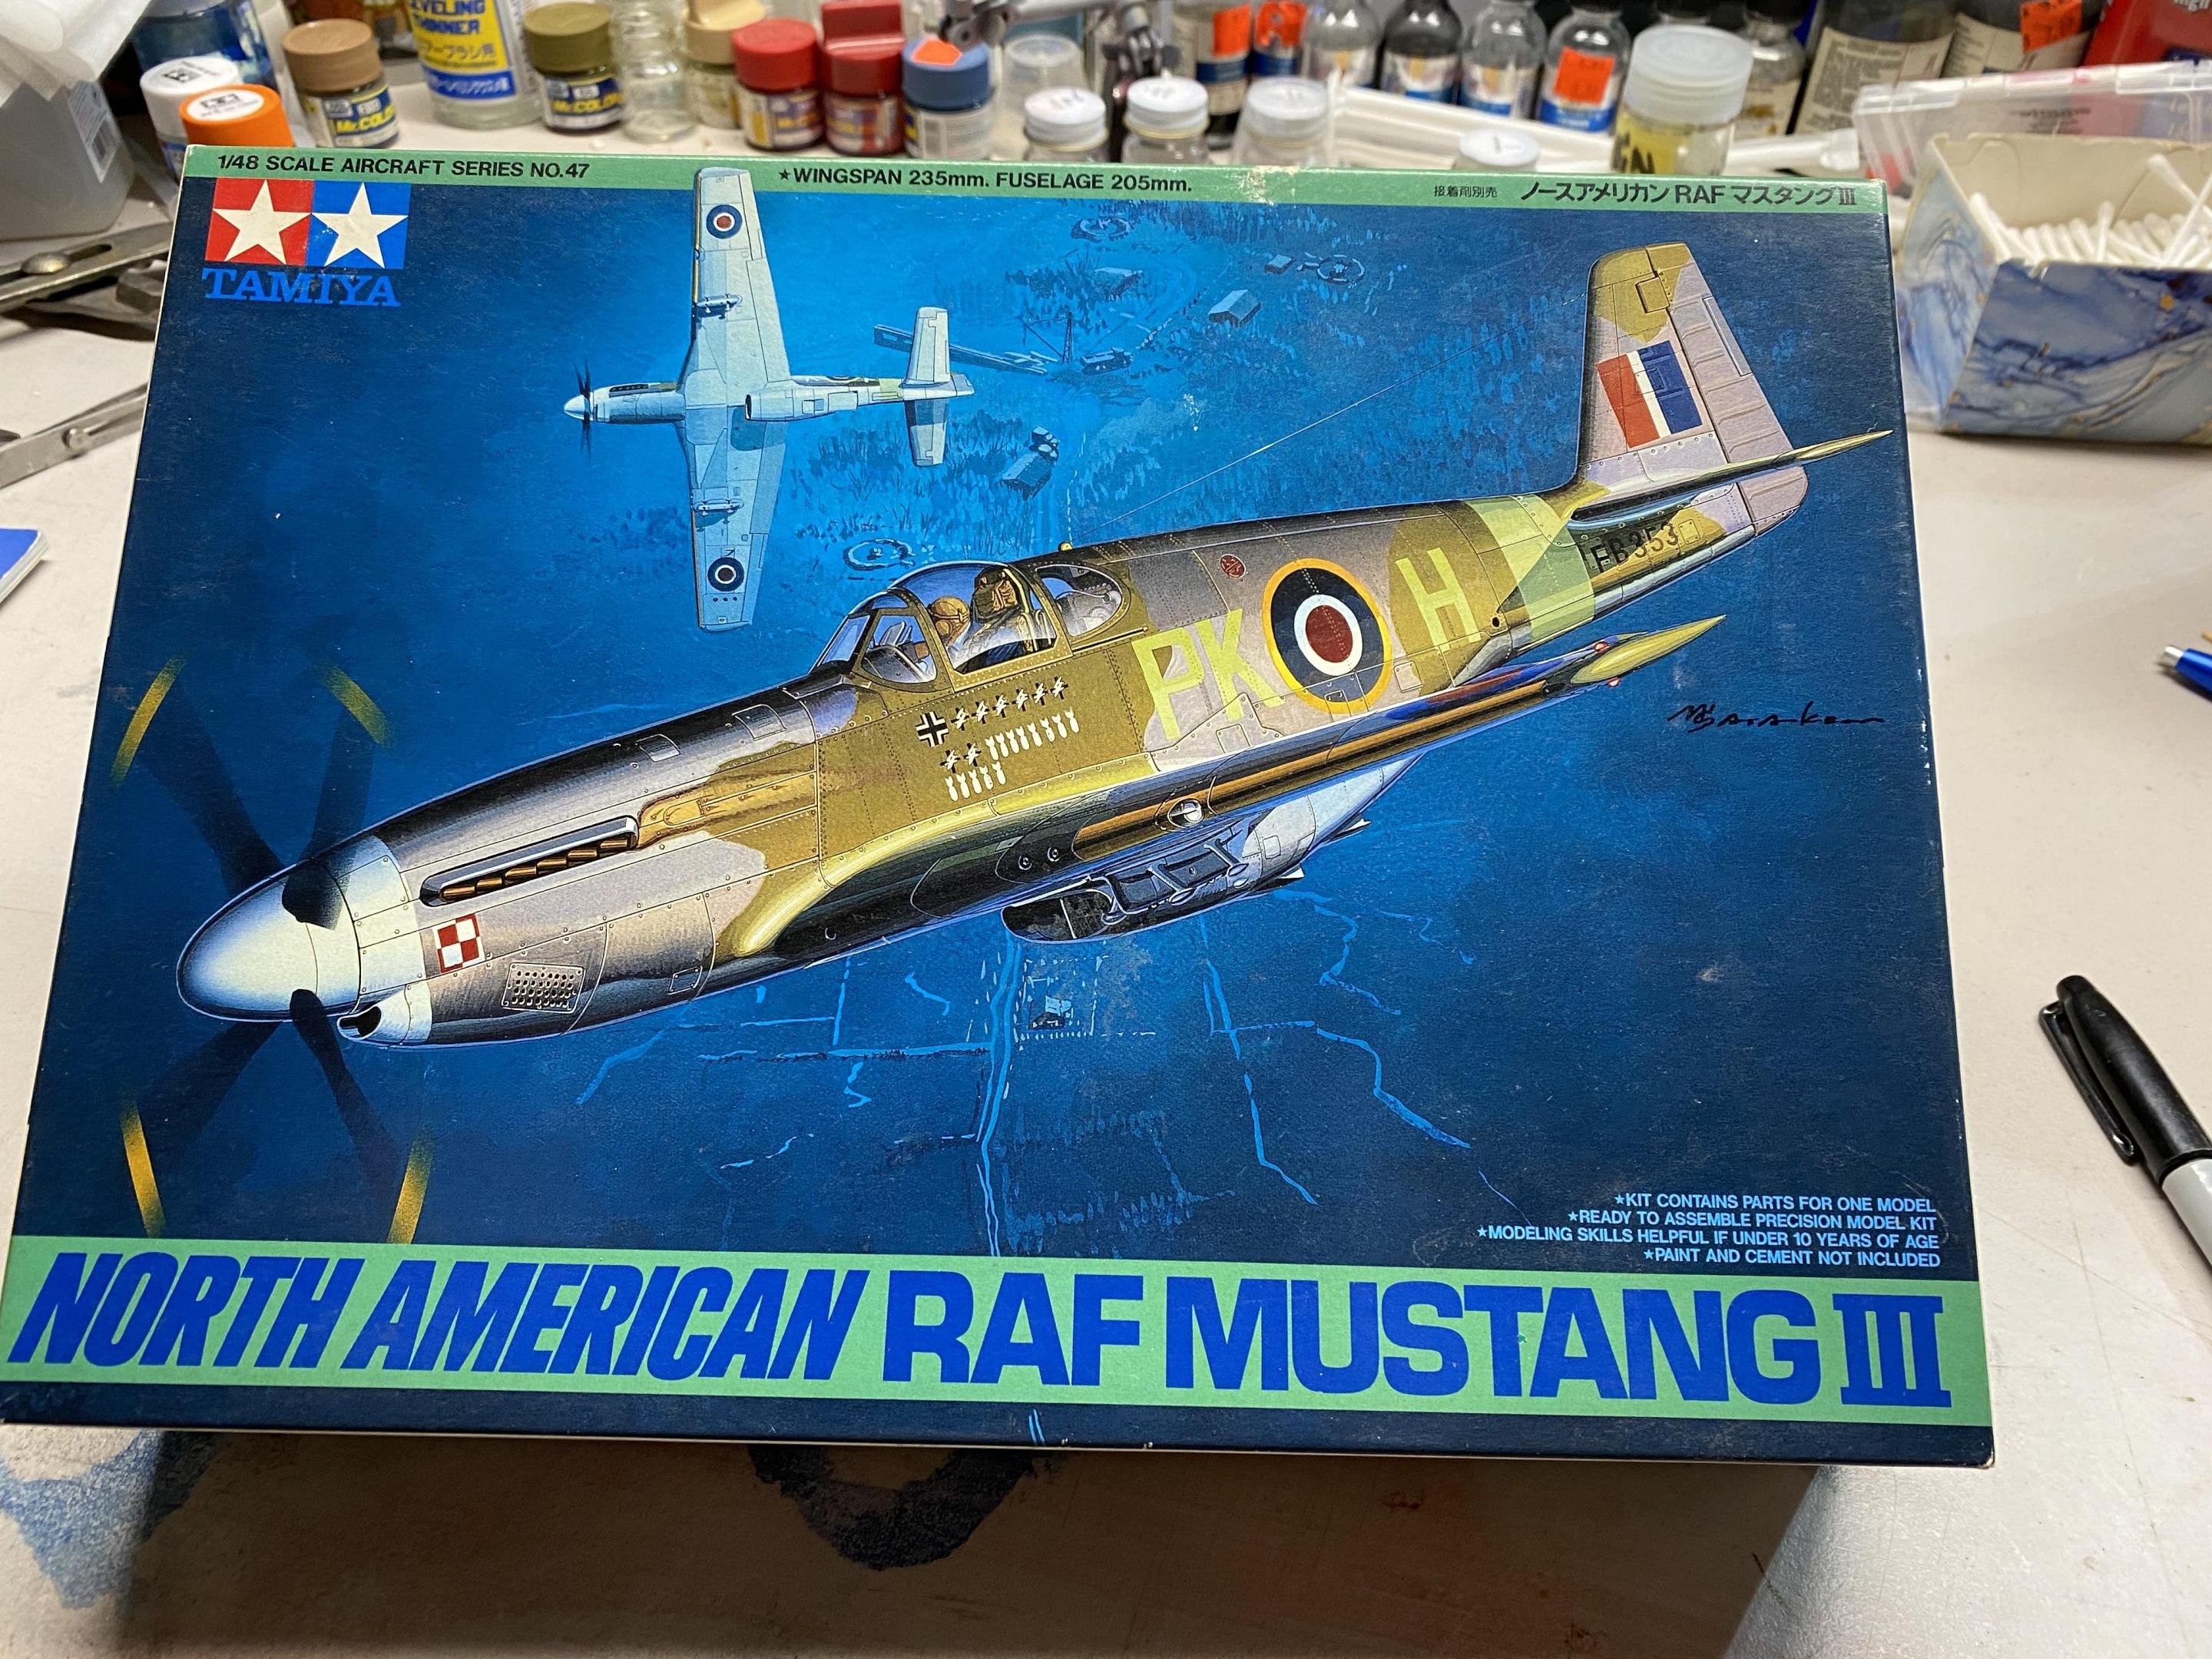 LEVELING
THINNER
Mr.COLOR
Mr.COLOR
1/48 SCALE AIRCRAFT SERIES NO.47
★WINGSPAN 235mm. FUSELAGE 205mm.
接着剤別売
ノースアメリカン RAF マスタングIII
TAMIYA
FB353
PK H
★KIT CONTAINS PARTS FOR ONE MODEL
★READY TO ASSEMBLE PRECISION MODEL KIT
★MODELING SKILLS HELPFUL IF UNDER 10 YEARS OF AGE
★PAINT AND CEMENT NOT INCLUDED
NORTH AMERICAN RAF MUSTANG III